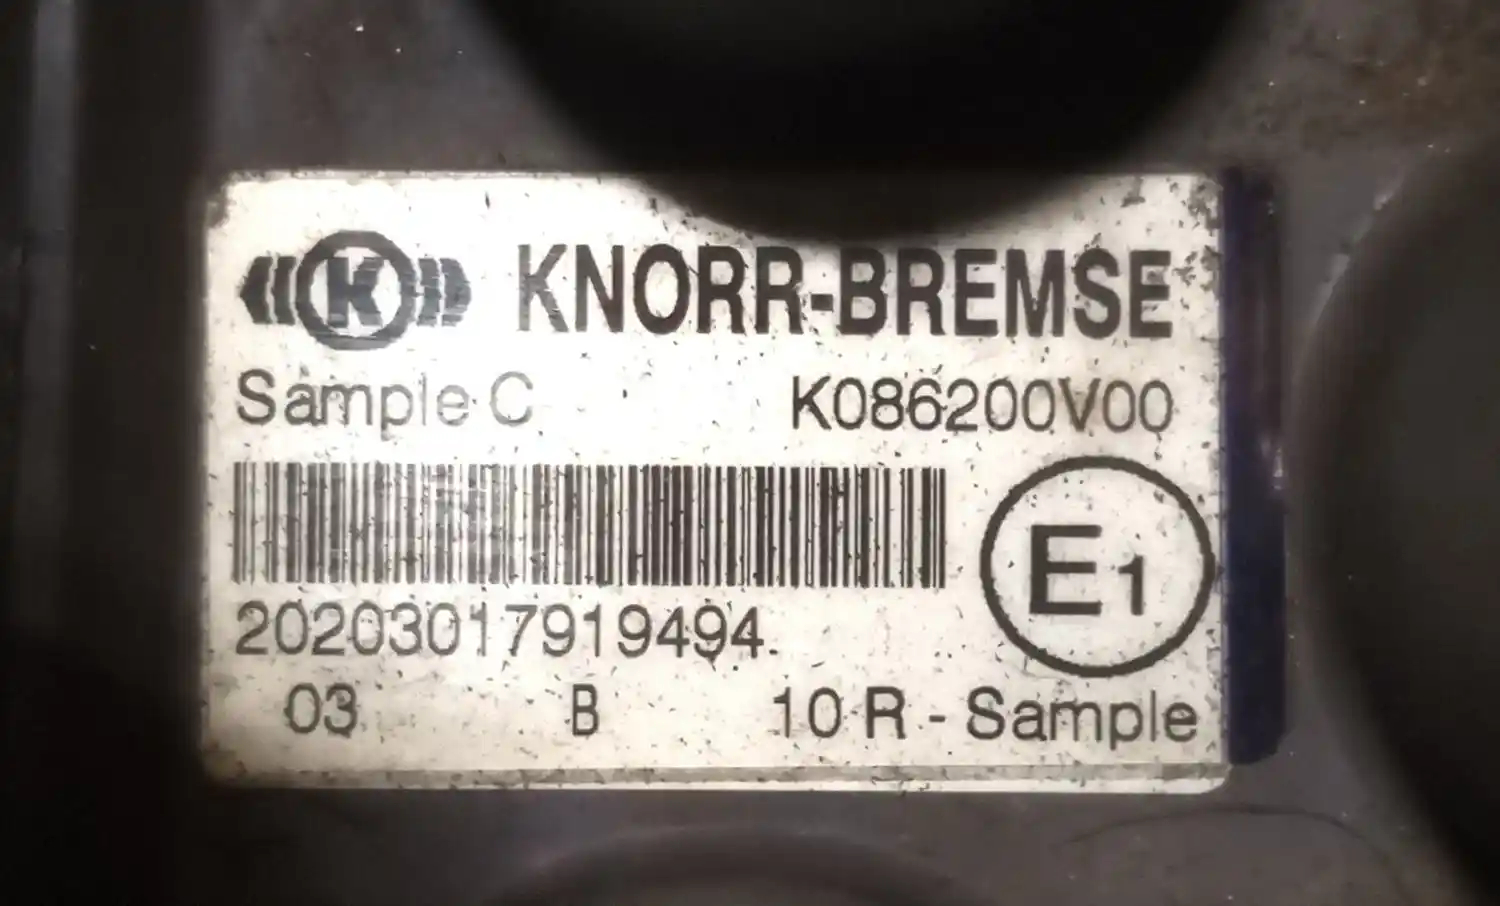 K KNORR-BREMSE
Sample C K086200V00
20203017919494
E1
03 B 10 R - Sample